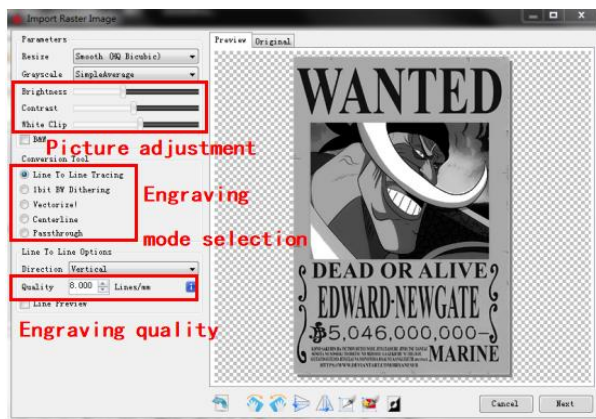 Import Raster Image
Parameters
Resize Smooth (HQ Bicubic)
Grayscale SimpleAverage
Brightness
Contrast
White Clip
B&W
Picture adjustment
Conversion Tool
Line To Line Tracing
1bit BW Dithering
Vectorize!
Centerline
Passthrough
Engraving
mode selection
Line To Line Options
Direction Vertical
Quality 8.000 Lines/mm
Line Preview
Engraving quality
Preview Original
WANTED
DEAD OR ALIVE
EDWARD·NEWGATE
5,046,000,000-
MARINE
Cancel Next